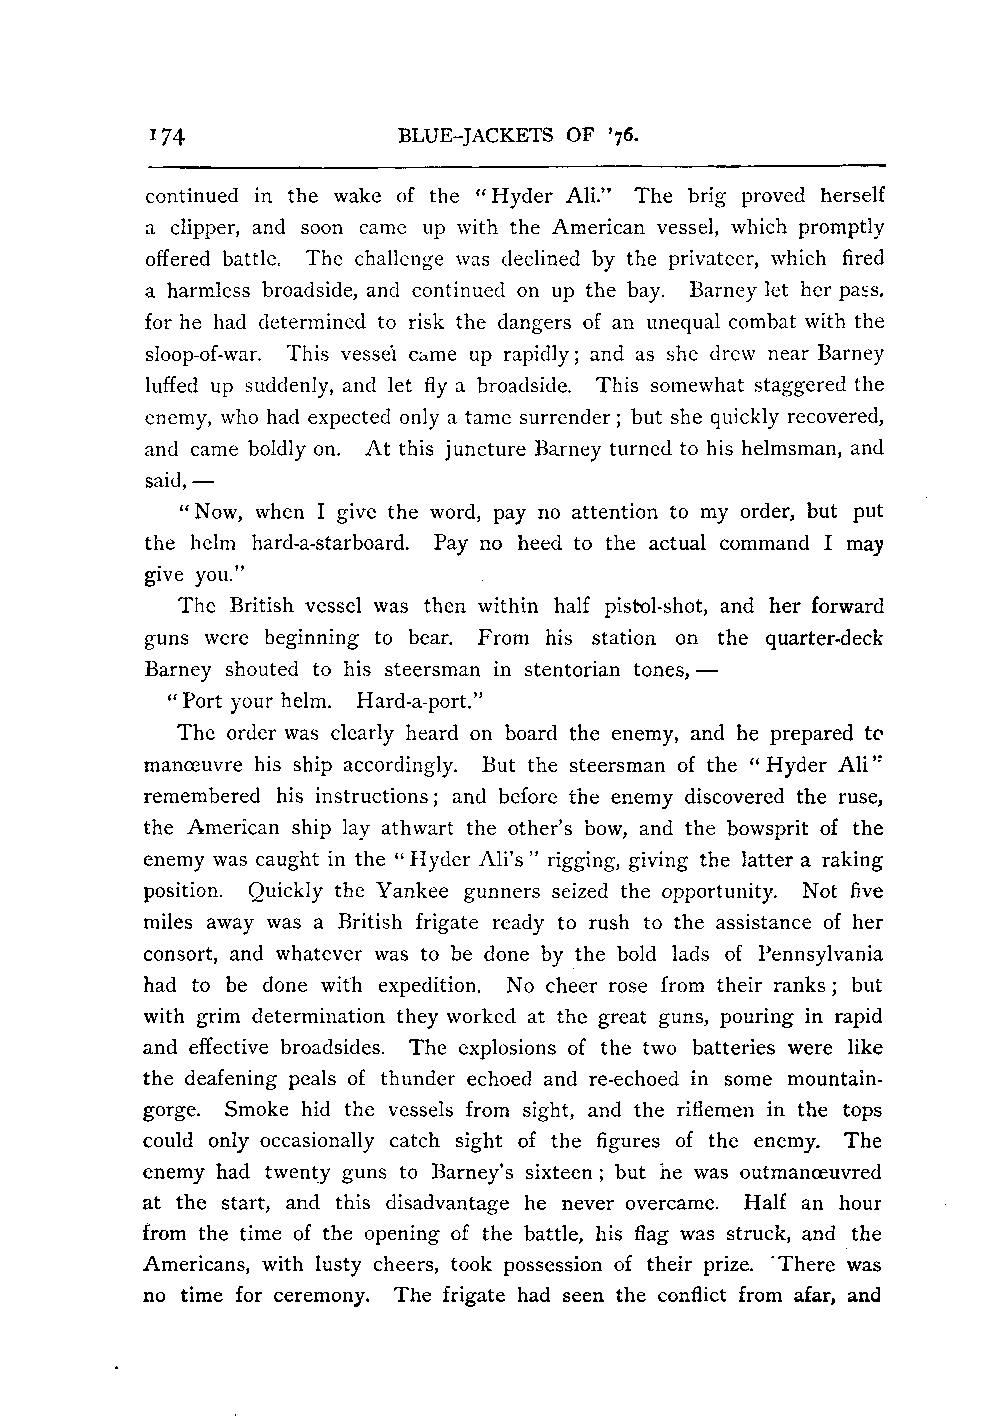 174 BLUE-JACKETS OF '76.
continued in the wake of the "Hyder Ali." The brig proved herself
a clipper, and soon came up with the American vessel, which promptly
offered battle. The challenge was declined by the privateer, which fired
a harmless broadside, and continued on up the bay. Barney let her pass,
for he had determined to risk the dangers of an unequal combat with the
sloop-of-war. This vessel came up rapidly; and as she drew near Barney
luffed up suddenly, and let fly a broadside. This somewhat staggered the
enemy, who had expected only a tame surrender; but she quickly recovered,
and came boldly on. At this juncture Barney turned to his helmsman, and
said, —
"Now, when I give the word, pay no attention to my order, but put
the helm hard-a-starboard. Pay no heed to the actual command I may
give you."
The British vessel was then within half pistol-shot, and her forward
guns were beginning to bear. From his station on the quarter-deck
Barney shouted to his steersman in stentorian tones, —
"Port your helm. Hard-a-port."
The order was clearly heard on board the enemy, and he prepared to
manœuvre his ship accordingly. But the steersman of the "Hyder Ali"
remembered his instructions; and before the enemy discovered the ruse,
the American ship lay athwart the other's bow, and the bowsprit of the
enemy was caught in the "Hyder Ali's" rigging, giving the latter a raking
position. Quickly the Yankee gunners seized the opportunity. Not five
miles away was a British frigate ready to rush to the assistance of her
consort, and whatever was to be done by the bold lads of Pennsylvania
had to be done with expedition. No cheer rose from their ranks; but
with grim determination they worked at the great guns, pouring in rapid
and effective broadsides. The explosions of the two batteries were like
the deafening peals of thunder echoed and re-echoed in some mountain-
gorge. Smoke hid the vessels from sight, and the riflemen in the tops
could only occasionally catch sight of the figures of the enemy. The
enemy had twenty guns to Barney's sixteen; but he was outmanœuvred
at the start, and this disadvantage he never overcame. Half an hour
from the time of the opening of the battle, his flag was struck, and the
Americans, with lusty cheers, took possession of their prize. There was
no time for ceremony. The frigate had seen the conflict from afar, and